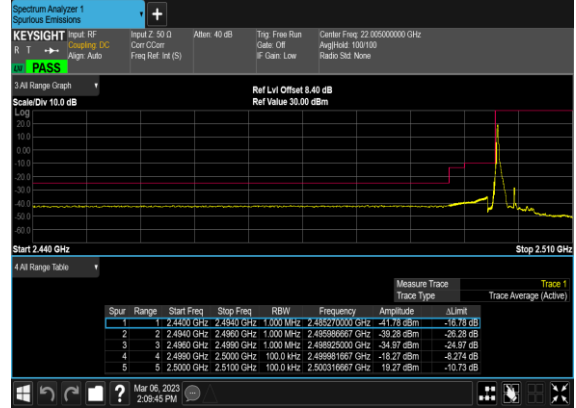 Spectrum Analyzer 1
Spurious Emissions
KEYSIGHT Input: RF Input Z: 50 Ω Atten: 40 dB Trig: Free Run Center Freq: 22.005000000 GHz
R T Coupling: DC Corr CCorr Gate: Off Avg|Hold: 100/100
Align: Auto Freq Ref: Int (S) IF Gain: Low Radio Std: None
PASS
3 All Range Graph
Ref Lvl Offset 8.40 dB
Scale/Div 10.0 dB Ref Value 30.00 dBm
Log
20.0
10.0
0.00
-10.0
-20.0
-30.0
-40.0
-50.0
-60.0
Start 2.440 GHz Stop 2.510 GHz
4 All Range Table
Measure Trace Trace 1
Trace Type Trace Average (Active)
Spur Range Start Freq Stop Freq RBW Frequency Amplitude ΔLimit
1 1 2.4400 GHz 2.4940 GHz 1.000 MHz 2.485270000 GHz -41.78 dBm -16.78 dB
2 2 2.4940 GHz 2.4960 GHz 1.000 MHz 2.495986667 GHz -39.28 dBm -26.28 dB
3 3 2.4960 GHz 2.4990 GHz 1.000 MHz 2.498925000 GHz -34.97 dBm -24.97 dB
4 4 2.4990 GHz 2.5000 GHz 100.0 kHz 2.499981667 GHz -18.27 dBm -8.274 dB
5 5 2.5000 GHz 2.5100 GHz 100.0 kHz 2.500316667 GHz 19.27 dBm -10.73 dB
? Mar 06, 2023
2:09:45 PM